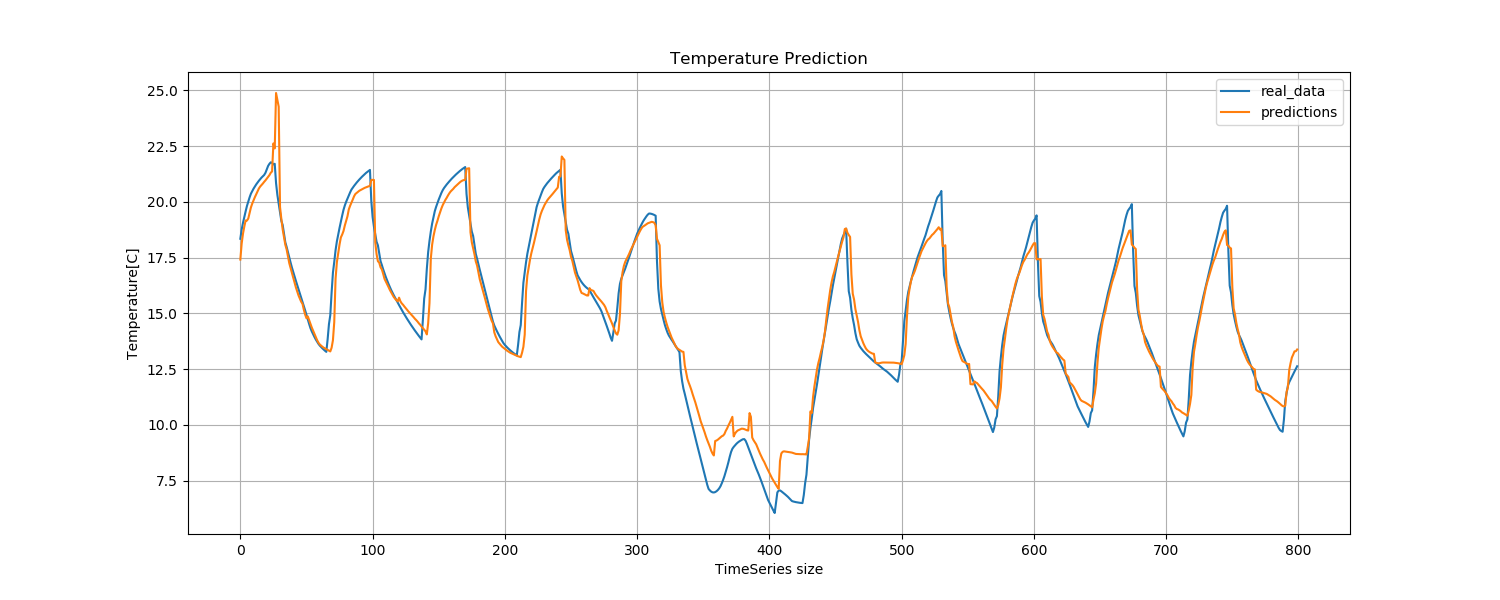 Temperature Prediction
real_data
predictions
Temperature[C]
25.0
22.5
20.0
17.5
15.0
12.5
10.0
7.5
0 100 200 300 400 500 600 700 800
TimeSeries size